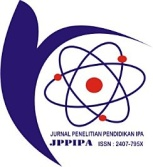 JURNAL PENELITIAN PENDIDIKAN IPA
JPPIPA ISSN : 2407-795X